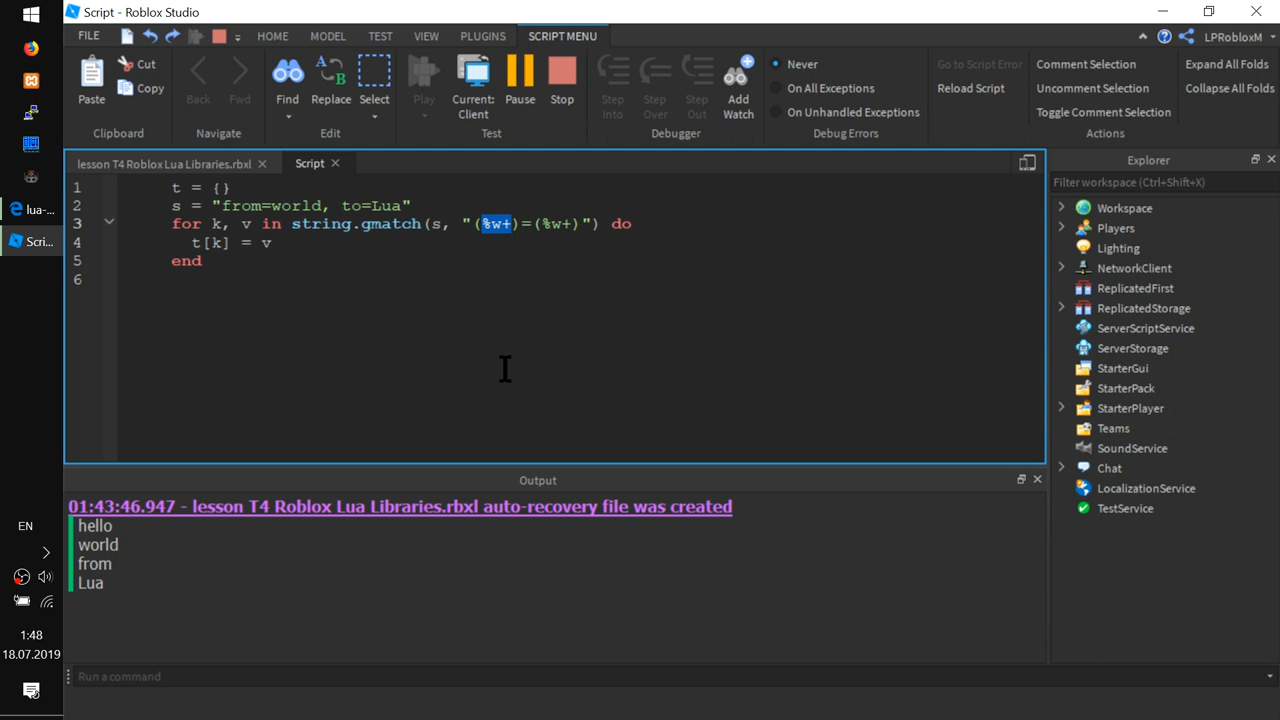 Script - Roblox Studio
FILE HOME MODEL TEST VIEW PLUGINS SCRIPT MENU LPRobloxM
Paste Cut Copy Clipboard
Back Fwd Navigate
Find Replace Select Edit
Play Current: Client Pause Stop Test
Step Into Step Over Step Out Add Watch Debugger
Never
On All Exceptions
On Unhandled Exceptions
Debug Errors
Go to Script Error
Reload Script
Comment Selection
Uncomment Selection
Toggle Comment Selection
Expand All Folds
Collapse All Folds
Actions
lesson T4 Roblox Lua Libraries.rbxl Script
1 t = {}
2 s = "from=world, to=Lua"
3 for k, v in string.gmatch(s, "(%w+)=(%w+)") do
4 t[k] = v
5 end
6
Explorer
Filter workspace (Ctrl+Shift+X)
Workspace
Players
Lighting
NetworkClient
ReplicatedFirst
ReplicatedStorage
ServerScriptService
ServerStorage
StarterGui
StarterPack
StarterPlayer
Teams
SoundService
Chat
LocalizationService
TestService
Output
01:43:46.947 - lesson T4 Roblox Lua Libraries.rbxl auto-recovery file was created
hello
world
from
Lua
Run a command
lua-...
Scri...
EN
1:48
18.07.2019